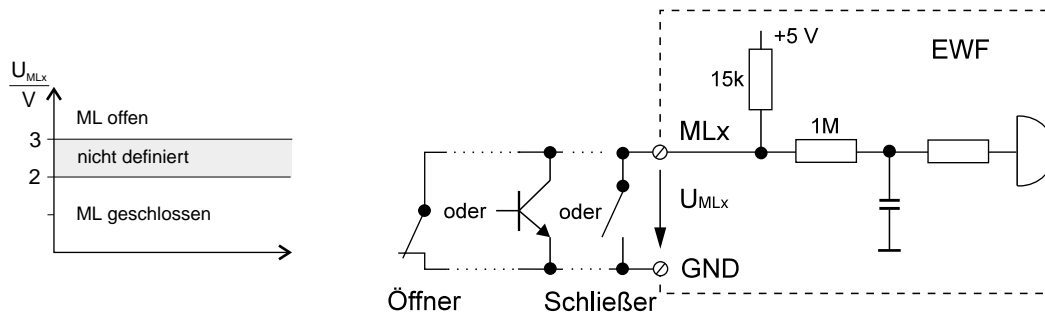 U_MLx
V
ML offen
3
nicht definiert
2
ML geschlossen
+5 V
EWF
15k
MLx
1M
oder
oder
U_MLx
GND
Öffner
Schließer